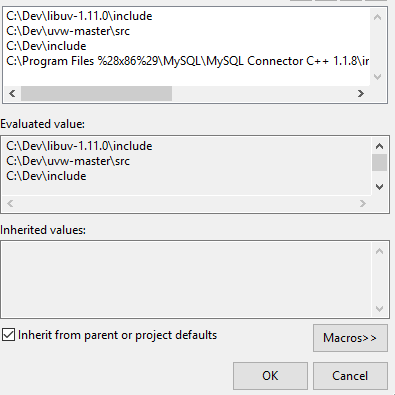 C:\Dev\libuv-1.11.0\include
C:\Dev\uvw-master\src
C:\Dev\include
C:\Program Files %28x86%29\MySQL\MySQL Connector C++ 1.1.8\ir
Evaluated value:
C:\Dev\libuv-1.11.0\include
C:\Dev\uvw-master\src
C:\Dev\include
Inherited values:
Inherit from parent or project defaults
Macros>>
OK Cancel